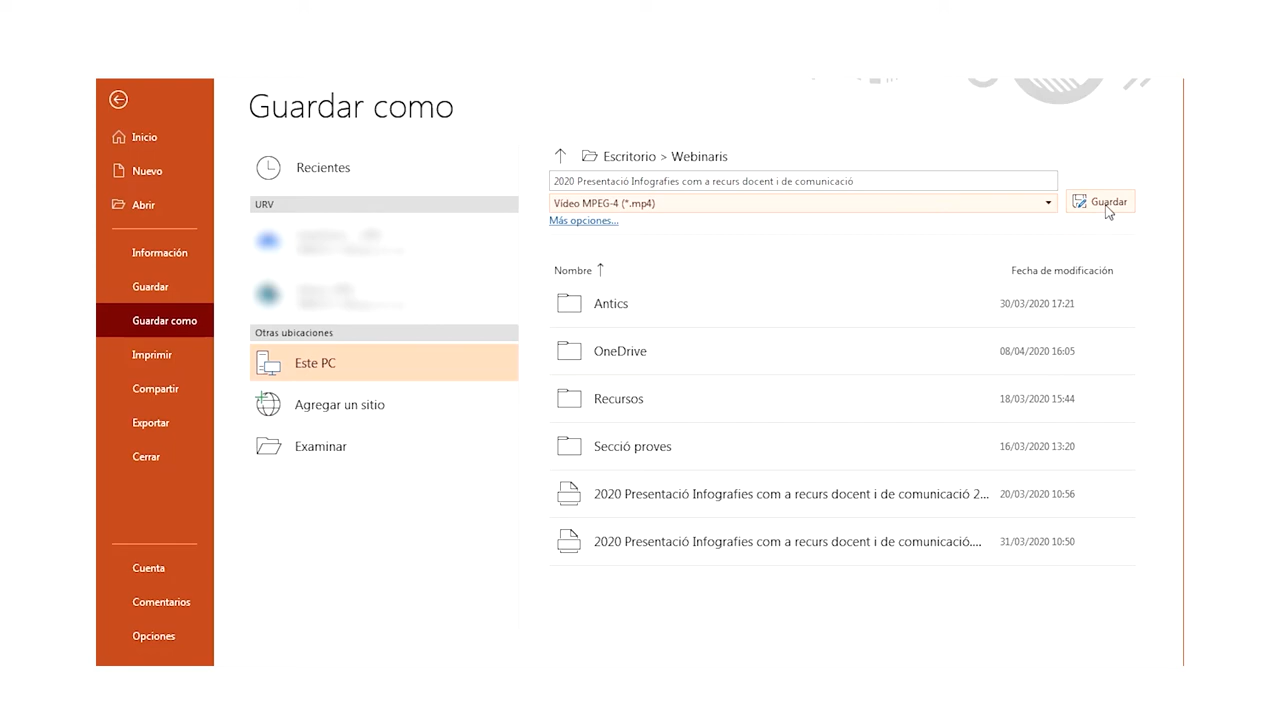 Guardar como
Inicio
Nuevo
Abrir
Información
Guardar
Guardar como
Imprimir
Compartir
Exportar
Cerrar
Cuenta
Comentarios
Opciones
Recientes
URV
Otras ubicaciones
Este PC
Agregar un sitio
Examinar
Escritorio > Webinaris
2020 Presentació Infografies com a recurs docent i de comunicació
Vídeo MPEG-4 (*.mp4)
Guardar
Más opciones...
Nombre Fecha de modificación
Antics 30/03/2020 17:21
OneDrive 08/04/2020 16:05
Recursos 18/03/2020 15:44
Secció proves 16/03/2020 13:20
2020 Presentació Infografies com a recurs docent i de comunicació 2... 20/03/2020 10:56
2020 Presentació Infografies com a recurs docent i de comunicació.... 31/03/2020 10:50